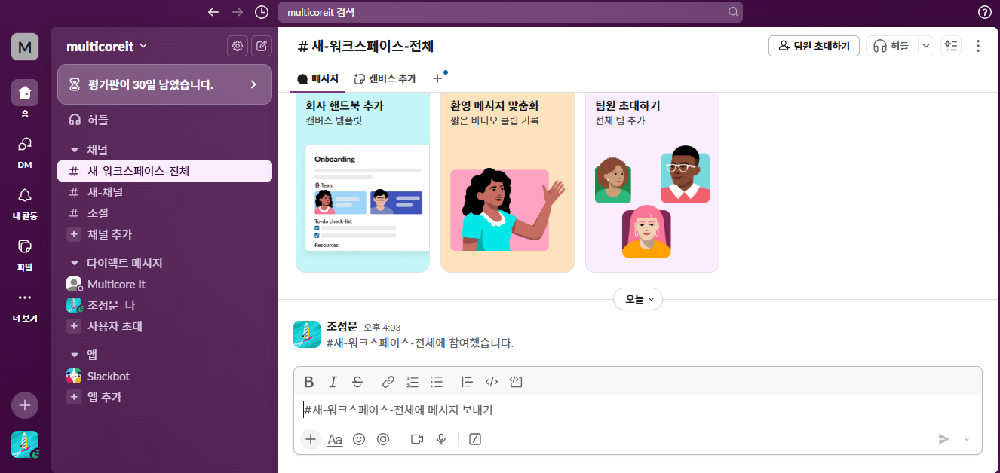 multicoreit 검색
M
홈
DM
내 활동
파일
더 보기
multicoreit
평가판이 30일 남았습니다.
허들
채널
# 새-워크스페이스-전체
# 새-채널
# 소셜
+ 채널 추가
다이렉트 메시지
Multicore It
조성문 나
+ 사용자 초대
앱
Slackbot
+ 앱 추가
# 새-워크스페이스-전체
팀원 초대하기
허들
메시지
캔버스 추가
회사 핸드북 추가
캔버스 템플릿
Onboarding
Team
To-do check-list
Resources
환영 메시지 맞춤화
짧은 비디오 클립 기록
팀원 초대하기
전체 팀 추가
오늘
조성문 오후 4:03
#새-워크스페이스-전체에 참여했습니다.
B I S
#새-워크스페이스-전체에 메시지 보내기
Aa